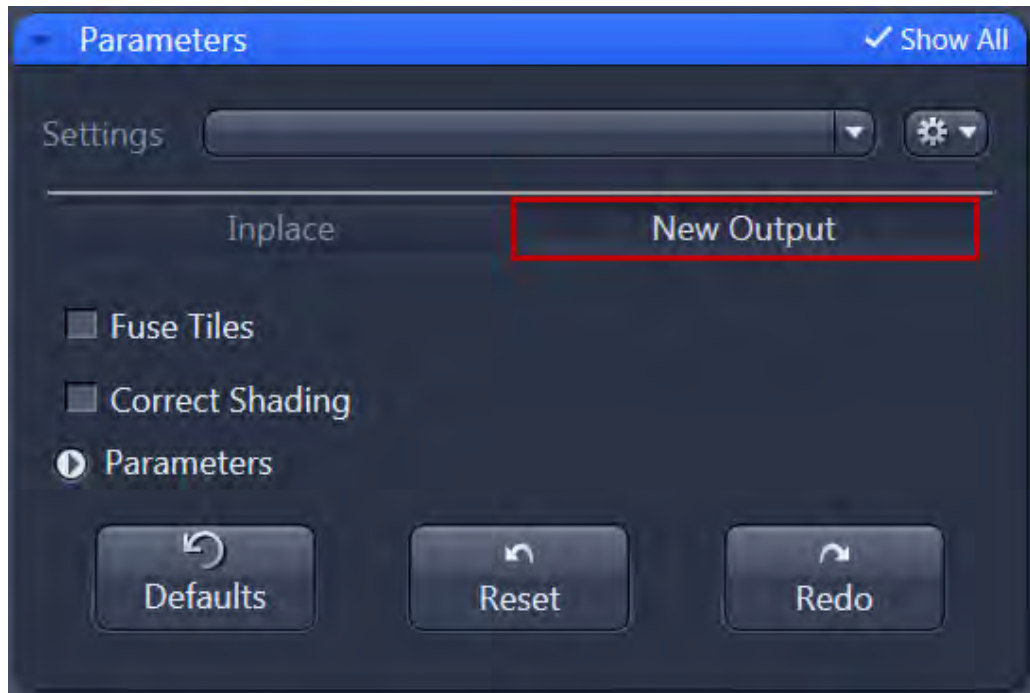 Parameters Show All
Settings
Inplace New Output
Fuse Tiles
Correct Shading
Parameters
Defaults Reset Redo